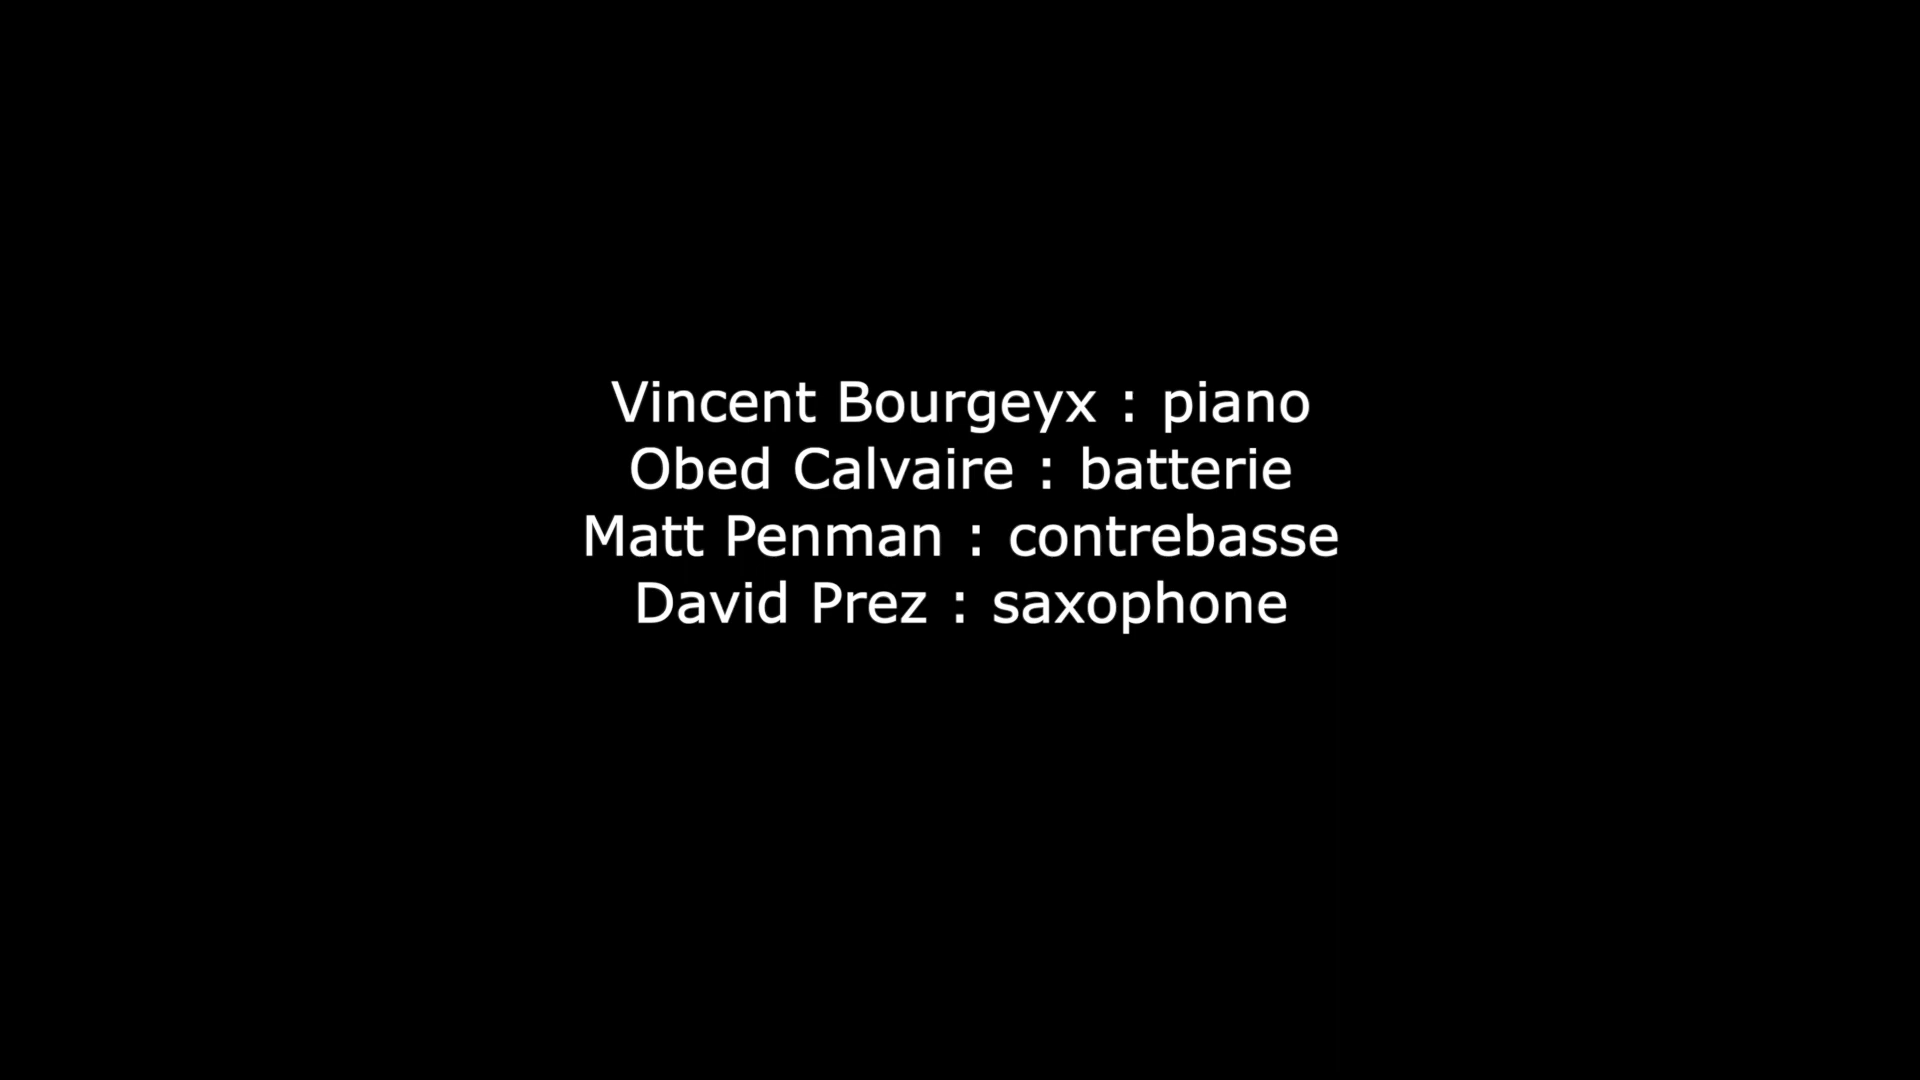 Vincent Bourgeyx : piano
Obed Calvaire : batterie
Matt Penman : contrebasse
David Prez : saxophone